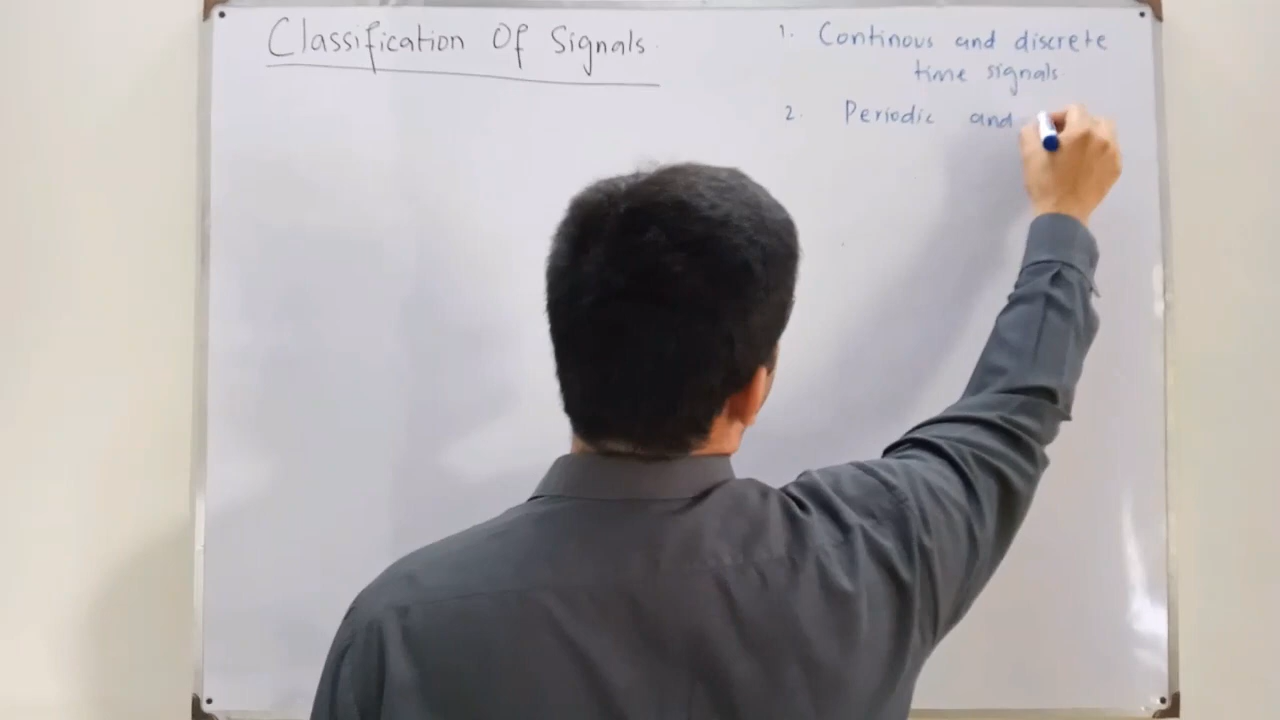 Classification Of Signals.
1. Continous and discrete
time signals.
2. Periodic and